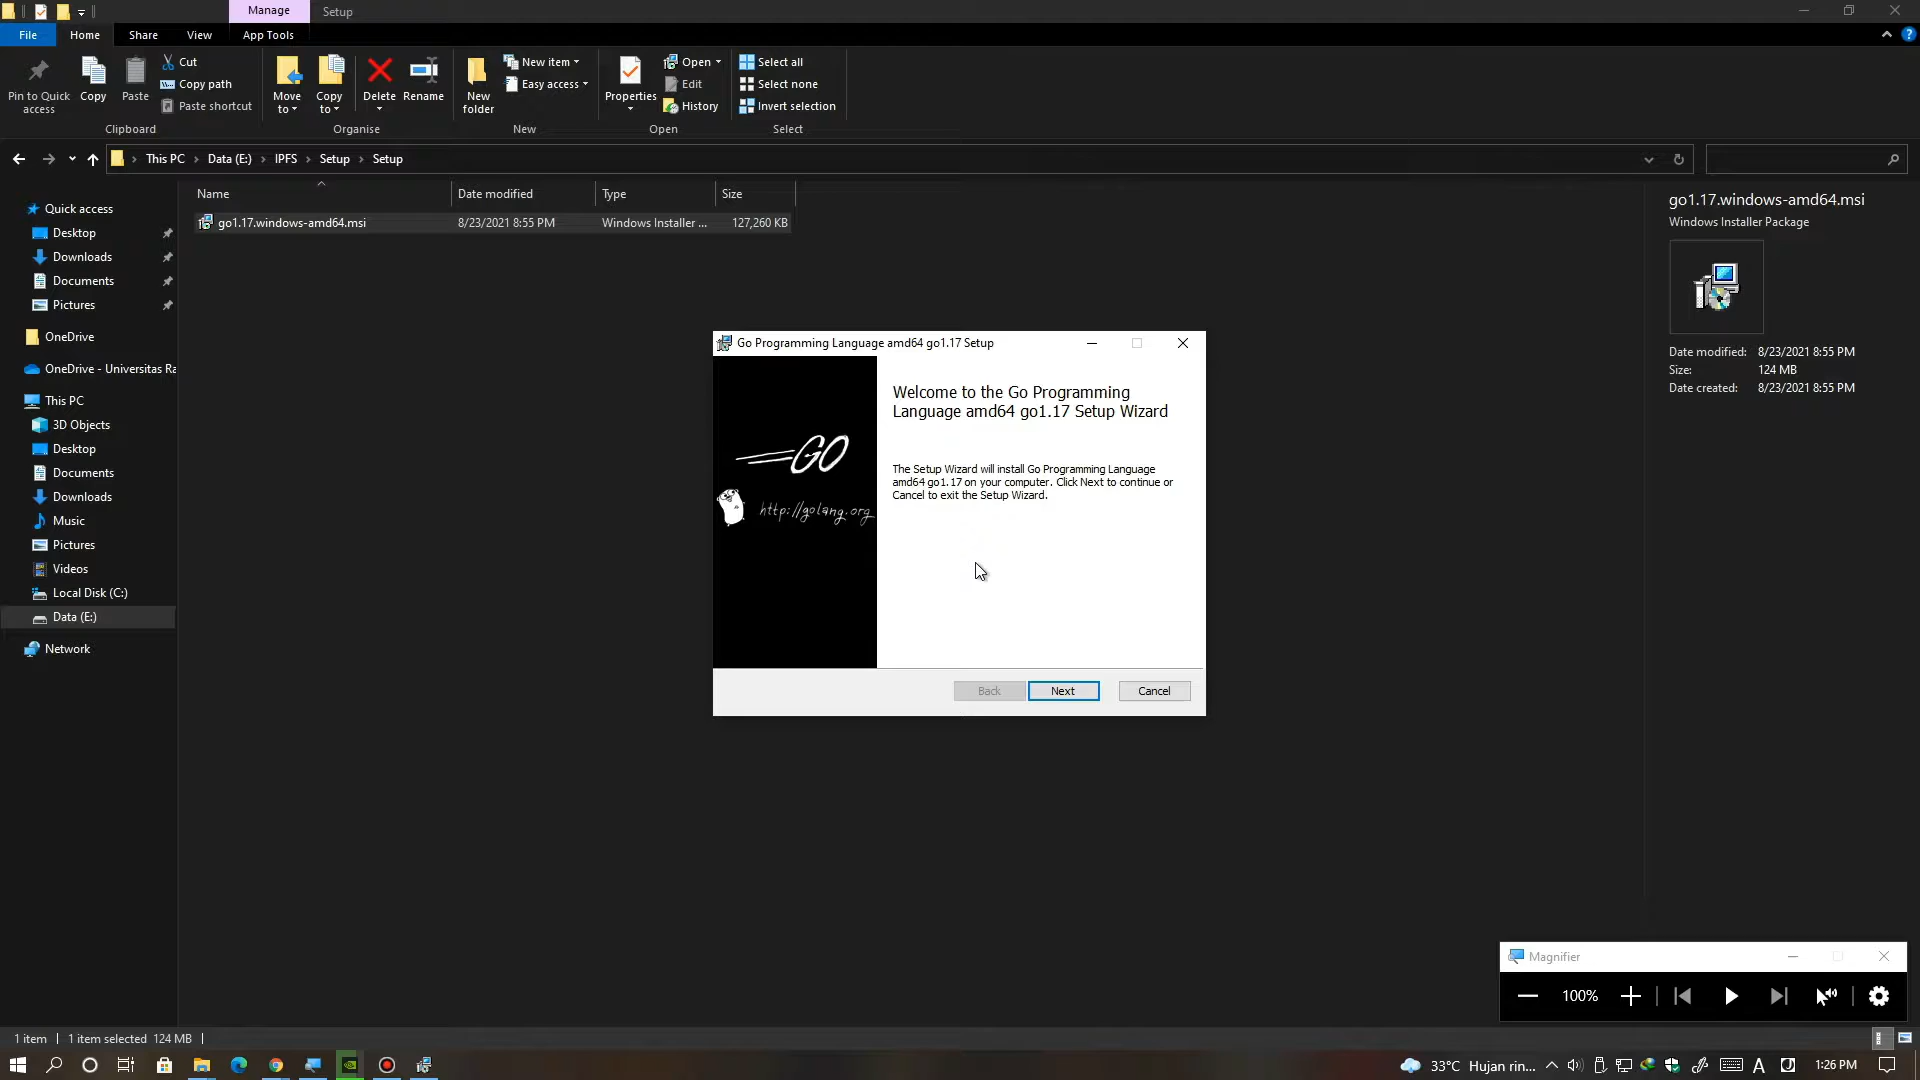 Manage
Setup
File
Home
Share
View
App Tools
Pin to Quick
access
Copy
Paste
Cut
Copy path
Paste shortcut
Clipboard
Move
to
Copy
to
Delete
Rename
Organise
New
folder
New item
Easy access
New
Properties
Open
Edit
History
Open
Select all
Select none
Invert selection
Select
This PC
Data (E:)
IPFS
Setup
Setup
Name
Date modified
Type
Size
go1.17.windows-amd64.msi
8/23/2021 8:55 PM
Windows Installer ...
127,260 KB
Quick access
Desktop
Downloads
Documents
Pictures
OneDrive
OneDrive - Universitas Ra
This PC
3D Objects
Desktop
Documents
Downloads
Music
Pictures
Videos
Local Disk (C:)
Data (E:)
Network
go1.17.windows-amd64.msi
Windows Installer Package
Date modified: 8/23/2021 8:55 PM
Size: 124 MB
Date created: 8/23/2021 8:55 PM
Go Programming Language amd64 go1.17 Setup
GO
http://golang.org
Welcome to the Go Programming
Language amd64 go1.17 Setup Wizard
The Setup Wizard will install Go Programming Language
amd64 go1.17 on your computer. Click Next to continue or
Cancel to exit the Setup Wizard.
Back
Next
Cancel
Magnifier
100%
1 item
1 item selected 124 MB
33°C Hujan rin...
A
1:26 PM